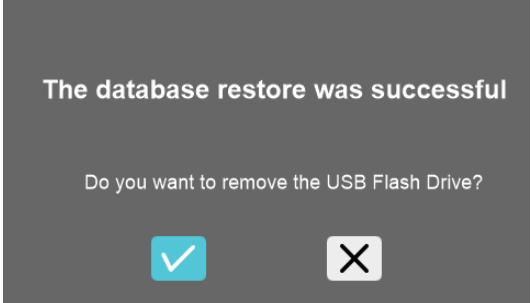 The database restore was successful
Do you want to remove the USB Flash Drive?